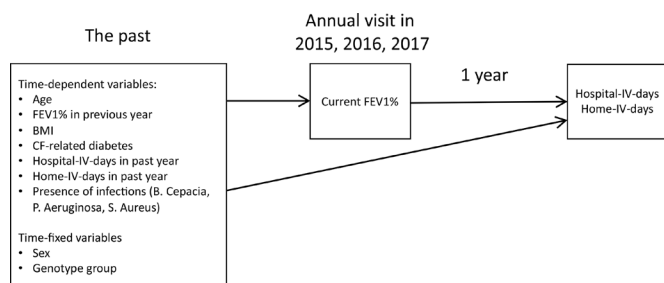 Annual visit in
The past
2015, 2016, 2017
1 year
Time-dependent variables:
• Age
• FEV1% in previous year
• BMI
• CF-related diabetes
• Hospital-IV-days in past year
• Home-IV-days in past year
• Presence of infections (B. Cepacia,
P. Aeruginosa, S. Aureus)
Time-fixed variables
• Sex
• Genotype group
Current FEV1%
Hospital-IV-days
Home-IV-days